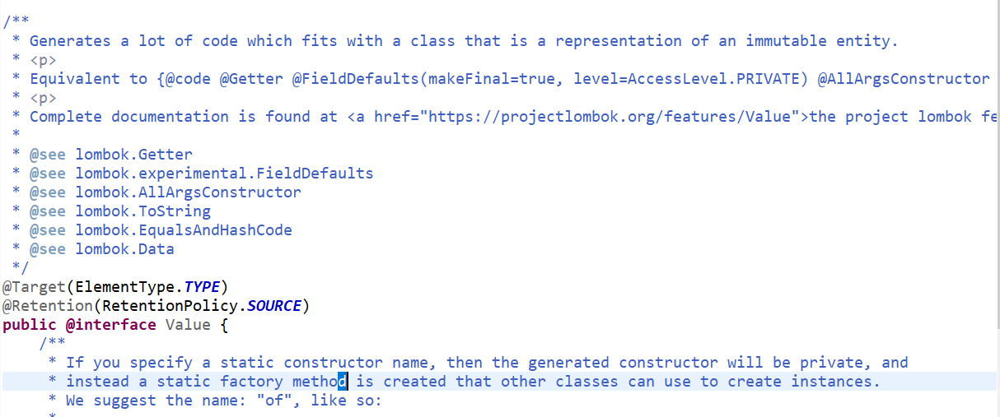 /**
 * Generates a lot of code which fits with a class that is a representation of an immutable entity.
 * <p>
 * Equivalent to {@code @Getter @FieldDefaults(makeFinal=true, level=AccessLevel.PRIVATE) @AllArgsConstructor
 * <p>
 * Complete documentation is found at <a href="https://projectlombok.org/features/Value">the project lombok fe
 *
 * @see lombok.Getter
 * @see lombok.experimental.FieldDefaults
 * @see lombok.AllArgsConstructor
 * @see lombok.ToString
 * @see lombok.EqualsAndHashCode
 * @see lombok.Data
 */
@Target(ElementType.TYPE)
@Retention(RetentionPolicy.SOURCE)
public @interface Value {
    /**
     * If you specify a static constructor name, then the generated constructor will be private, and
     * instead a static factory method is created that other classes can use to create instances.
     * We suggest the name: "of", like so:
     *